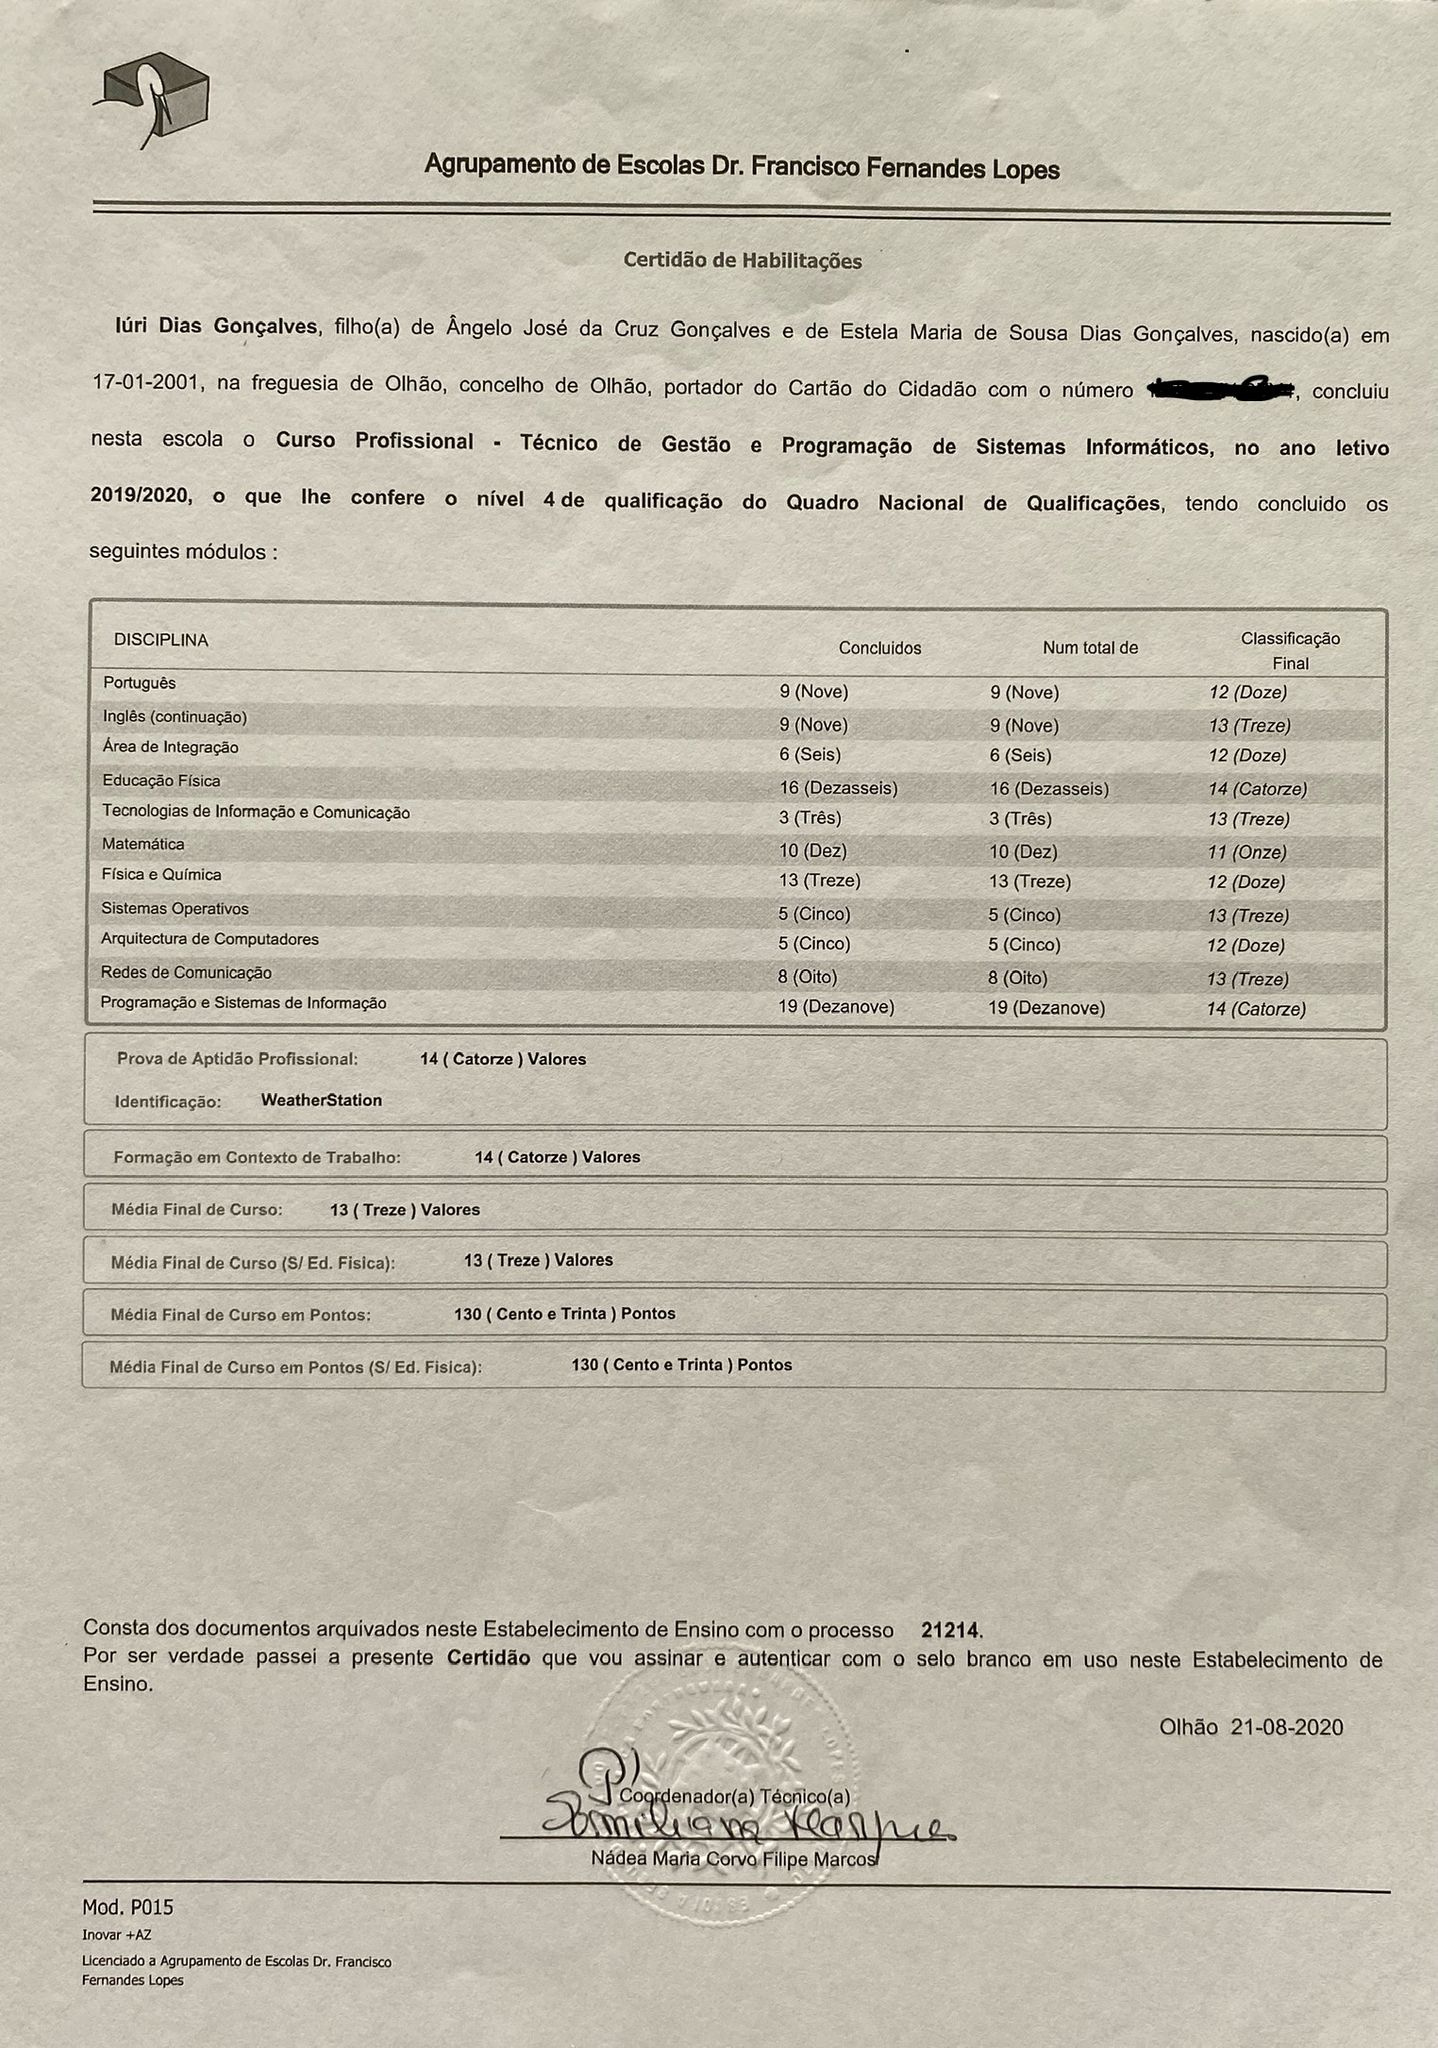 Agrupamento de Escolas Dr. Francisco Fernandes Lopes
Certidão de Habilitações
Iúri Dias Gonçalves, filho(a) de Ângelo José da Cruz Gonçalves e de Estela Maria de Sousa Dias Gonçalves, nascido(a) em
17-01-2001, na freguesia de Olhão, concelho de Olhão, portador do Cartão do Cidadão com o número , concluiu
nesta escola o Curso Profissional - Técnico de Gestão e Programação de Sistemas Informáticos, no ano letivo
2019/2020, o que lhe confere o nível 4 de qualificação do Quadro Nacional de Qualificações, tendo concluido os
seguintes módulos :
DISCIPLINA Concluidos Num total de Classificação Final
Português 9 (Nove) 9 (Nove) 12 (Doze)
Inglês (continuação) 9 (Nove) 9 (Nove) 13 (Treze)
Área de Integração 6 (Seis) 6 (Seis) 12 (Doze)
Educação Física 16 (Dezasseis) 16 (Dezasseis) 14 (Catorze)
Tecnologias de Informação e Comunicação 3 (Três) 3 (Três) 13 (Treze)
Matemática 10 (Dez) 10 (Dez) 11 (Onze)
Física e Química 13 (Treze) 13 (Treze) 12 (Doze)
Sistemas Operativos 5 (Cinco) 5 (Cinco) 13 (Treze)
Arquitectura de Computadores 5 (Cinco) 5 (Cinco) 12 (Doze)
Redes de Comunicação 8 (Oito) 8 (Oito) 13 (Treze)
Programação e Sistemas de Informação 19 (Dezanove) 19 (Dezanove) 14 (Catorze)
Prova de Aptidão Profissional: 14 ( Catorze ) Valores
Identificação: WeatherStation
Formação em Contexto de Trabalho: 14 ( Catorze ) Valores
Média Final de Curso: 13 ( Treze ) Valores
Média Final de Curso (S/ Ed. Fisica): 13 ( Treze ) Valores
Média Final de Curso em Pontos: 130 ( Cento e Trinta ) Pontos
Média Final de Curso em Pontos (S/ Ed. Fisica): 130 ( Cento e Trinta ) Pontos
Consta dos documentos arquivados neste Estabelecimento de Ensino com o processo 21214.
Por ser verdade passei a presente Certidão que vou assinar e autenticar com o selo branco em uso neste Estabelecimento de
Ensino.
Olhão 21-08-2020
Coordenador(a) Técnico(a)
Nádea Maria Corvo Filipe Marcos
Mod. P015
Inovar +AZ
Licenciado a Agrupamento de Escolas Dr. Francisco
Fernandes Lopes